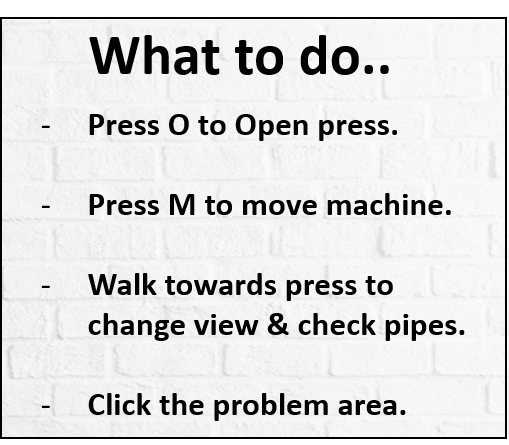 What to do..
- Press O to Open press.
- Press M to move machine.
- Walk towards press to
change view & check pipes.
- Click the problem area.